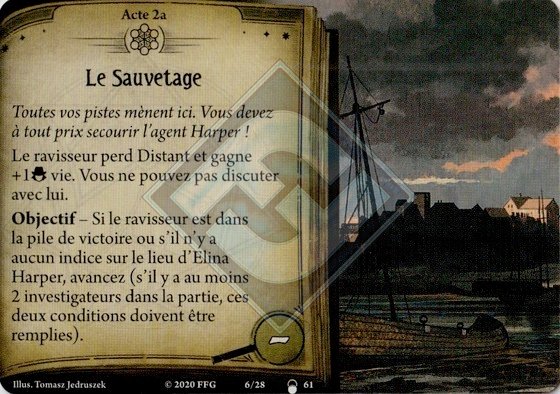 Acte 2a
Le Sauvetage
Toutes vos pistes mènent ici. Vous devez
à tout prix secourir l'agent Harper !
Le ravisseur perd Distant et gagne
+1 vie. Vous ne pouvez pas discuter
avec lui.
Objectif – Si le ravisseur est dans
la pile de victoire ou s'il n'y a
aucun indice sur le lieu d'Elina
Harper, avancez (s'il y a au moins
2 investigateurs dans la partie, ces
deux conditions doivent être
remplies).
–
Illus. Tomasz Jedruszek © 2020 FFG 6/28 61